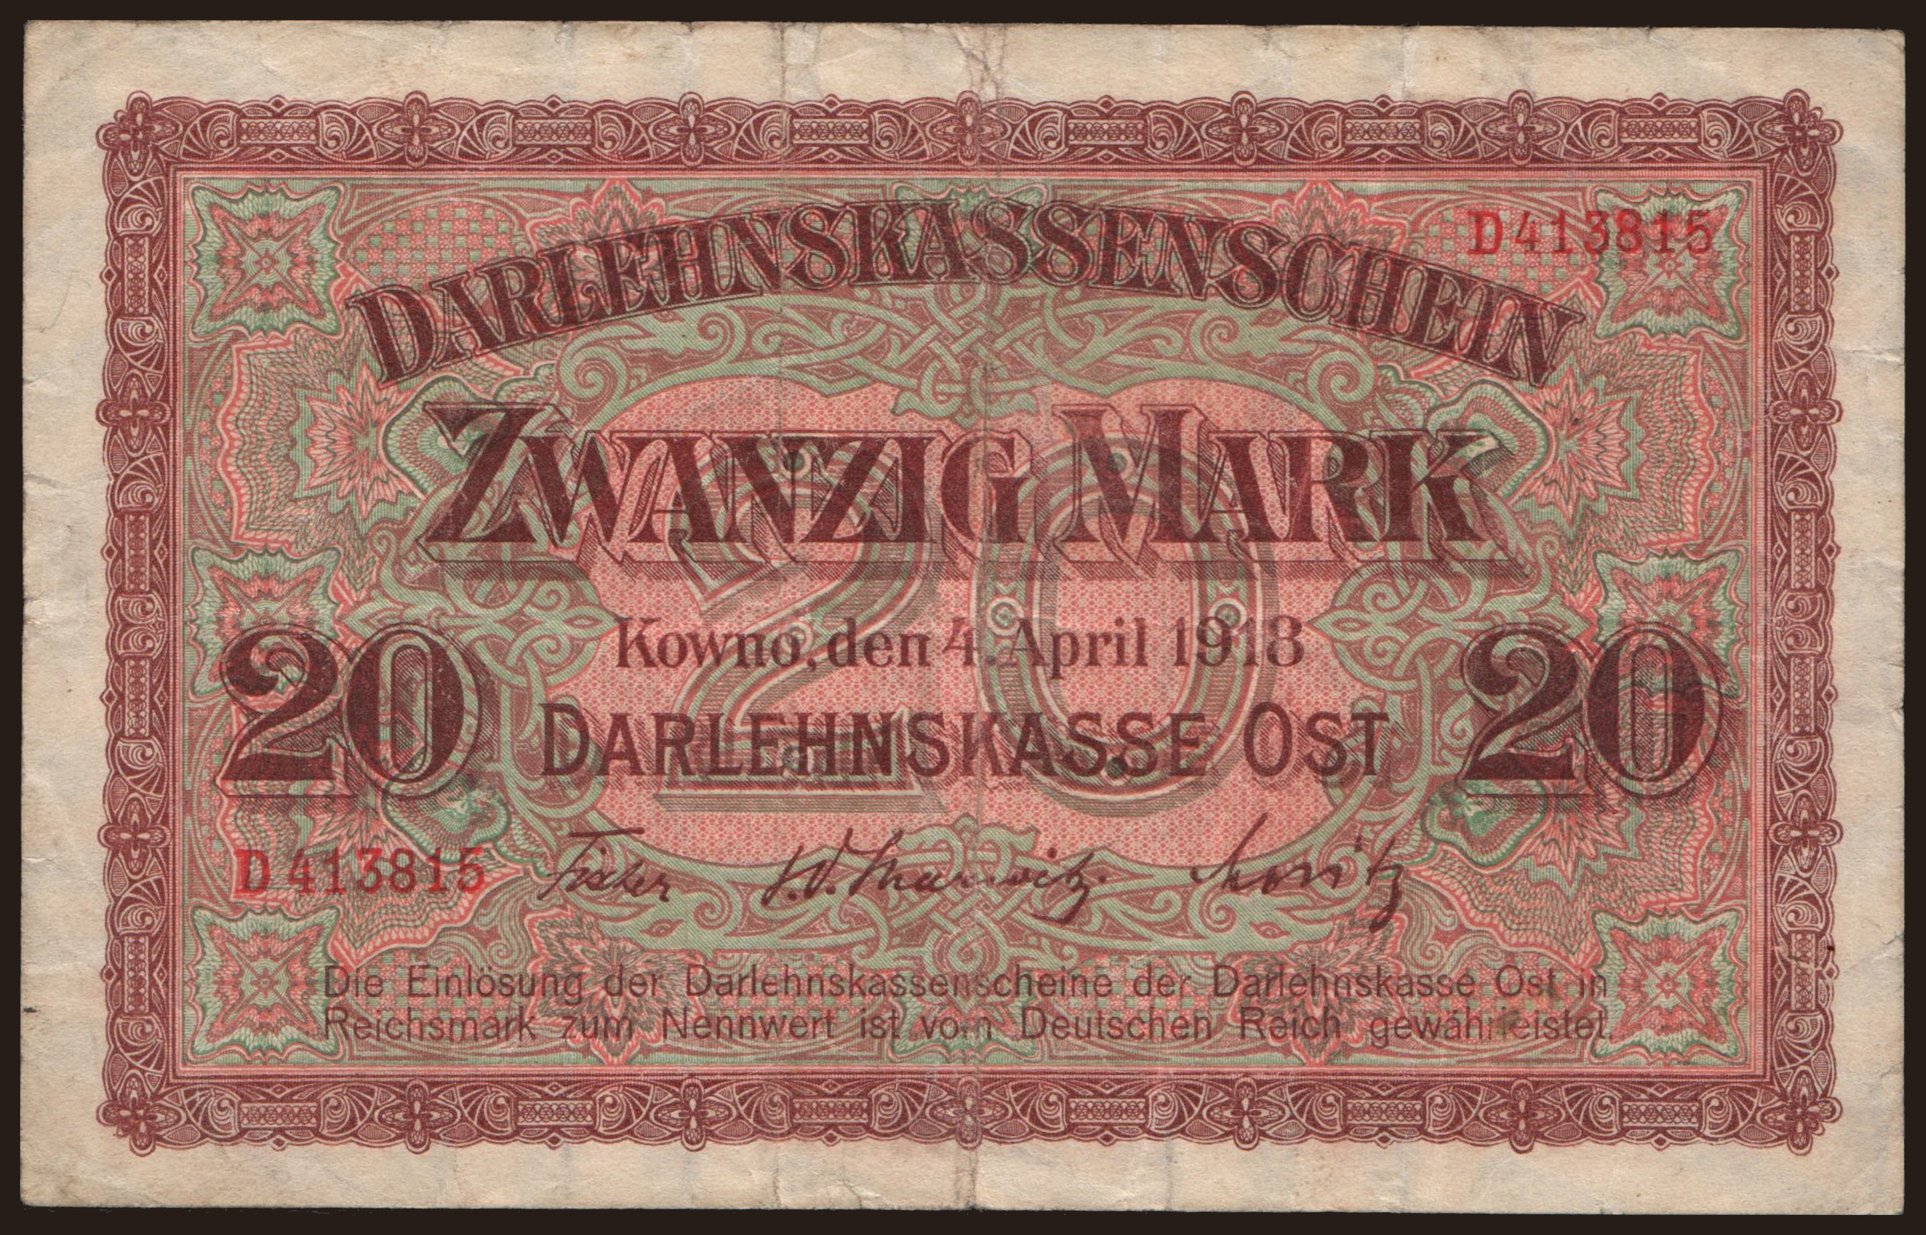 D413815
DARLEHNSKASSENSCHEIN
ZWANZIG MARK
20
Kowno, den 4. April 1918
20 DARLEHNSKASSE OST 20
D413815
Die Einlösung der Darlehnskassenscheine der Darlehnskasse Ost in
Reichsmark zum Nennwert ist vom Deutschen Reich gewährleistet.